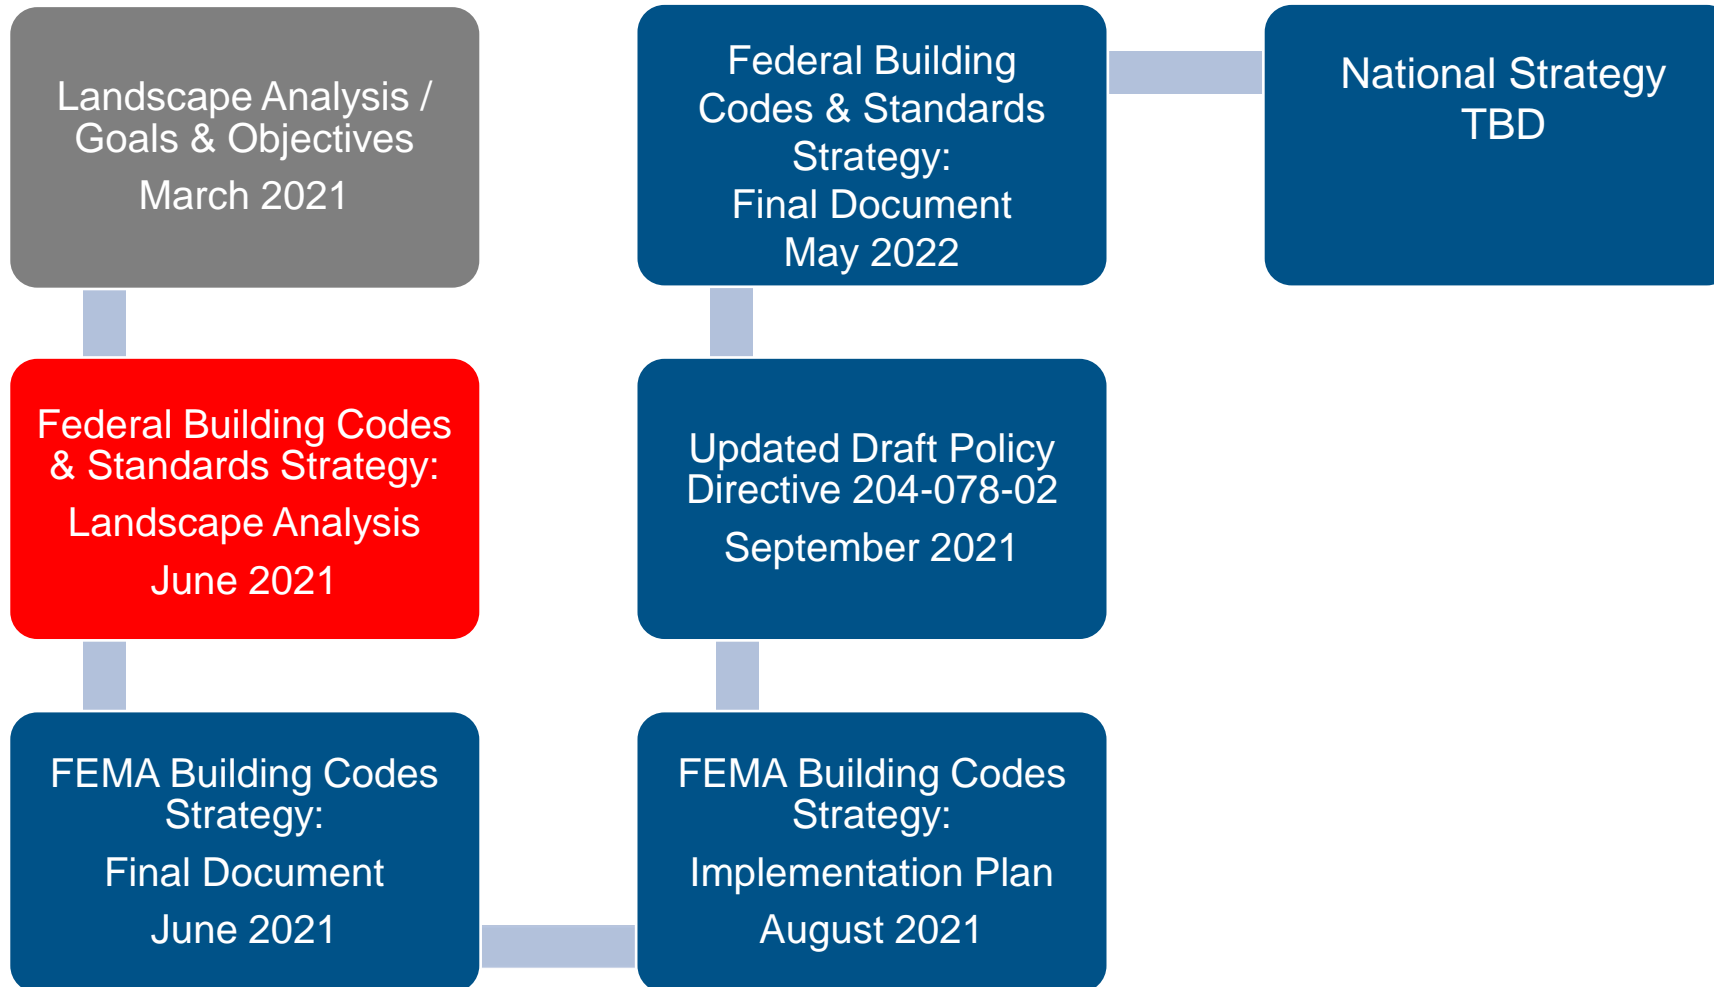 Landscape Analysis /
Goals & Objectives
March 2021
Federal Building Codes
& Standards Strategy:
Landscape Analysis
June 2021
FEMA Building Codes
Strategy:
Final Document
June 2021
FEMA Building Codes
Strategy:
Implementation Plan
August 2021
Updated Draft Policy
Directive 204-078-02
September 2021
Federal Building
Codes & Standards
Strategy:
Final Document
May 2022
National Strategy
TBD